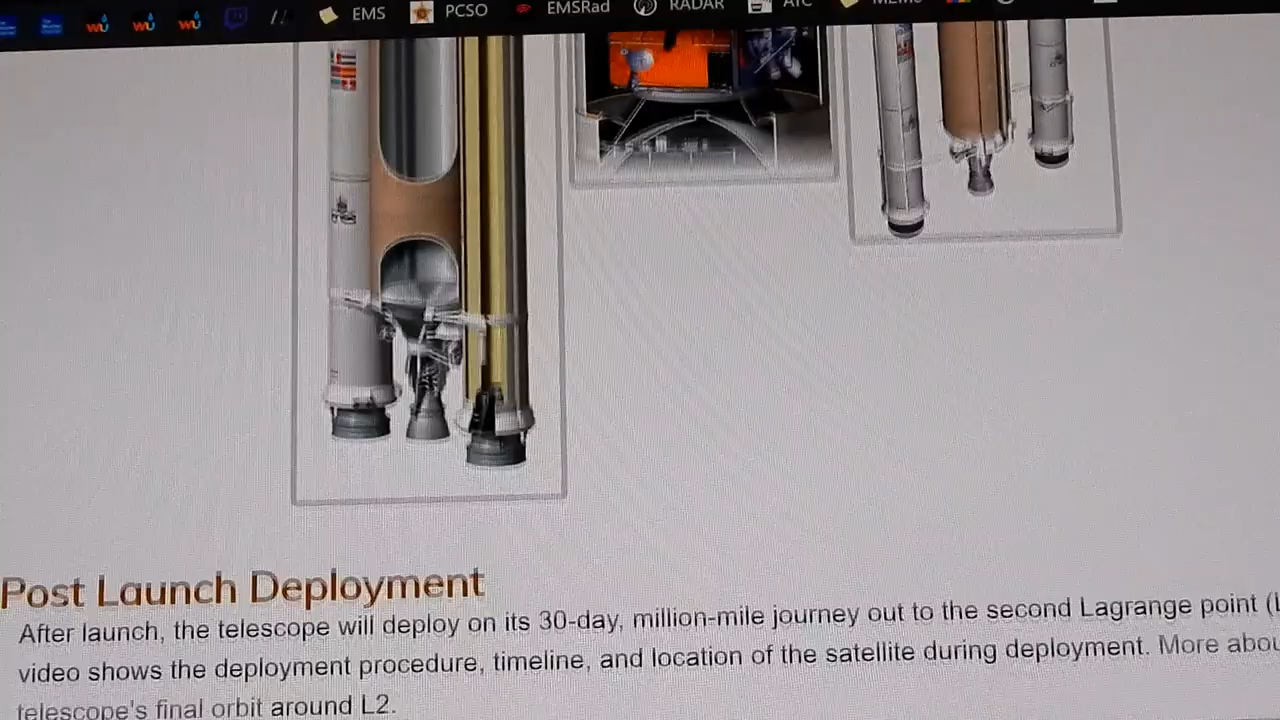 EMS PCSO EMSRad RADAR ATC
Post Launch Deployment
After launch, the telescope will deploy on its 30-day, million-mile journey out to the second Lagrange point (
video shows the deployment procedure, timeline, and location of the satellite during deployment. More abou
telescope's final orbit around L2.